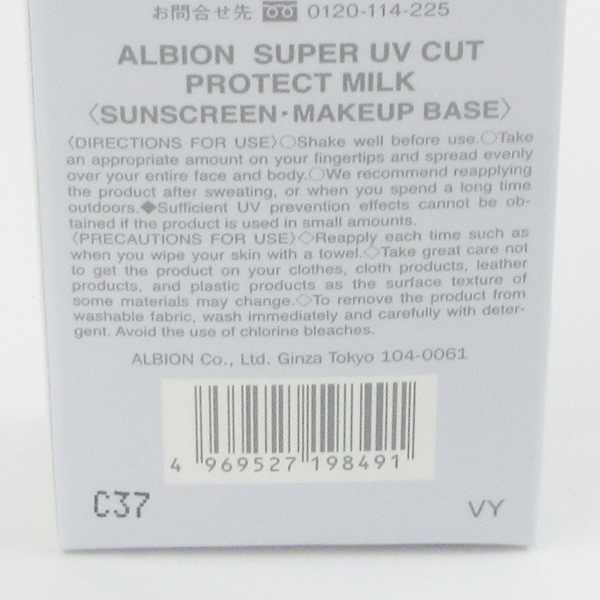 お問合せ先 0120-114-225
ALBION SUPER UV CUT
PROTECT MILK
〈SUNSCREEN・MAKEUP BASE〉
〈DIRECTIONS FOR USE〉○Shake well before use.○Take
an appropriate amount on your fingertips and spread evenly
over your entire face and body.○We recommend reapplying
the product after sweating, or when you spend a long time
outdoors.◆Sufficient UV prevention effects cannot be ob-
tained if the product is used in small amounts.
〈PRECAUTIONS FOR USE〉◇Reapply each time such as
when you wipe your skin with a towel.◇Take great care not
to get the product on your clothes, cloth products, leather
products, and plastic products as the surface texture of
some materials may change.◇To remove the product from
washable fabric, wash immediately and carefully with deter-
gent. Avoid the use of chlorine bleaches.
ALBION Co., Ltd. Ginza Tokyo 104-0061
4 969527 198491
C37 VY